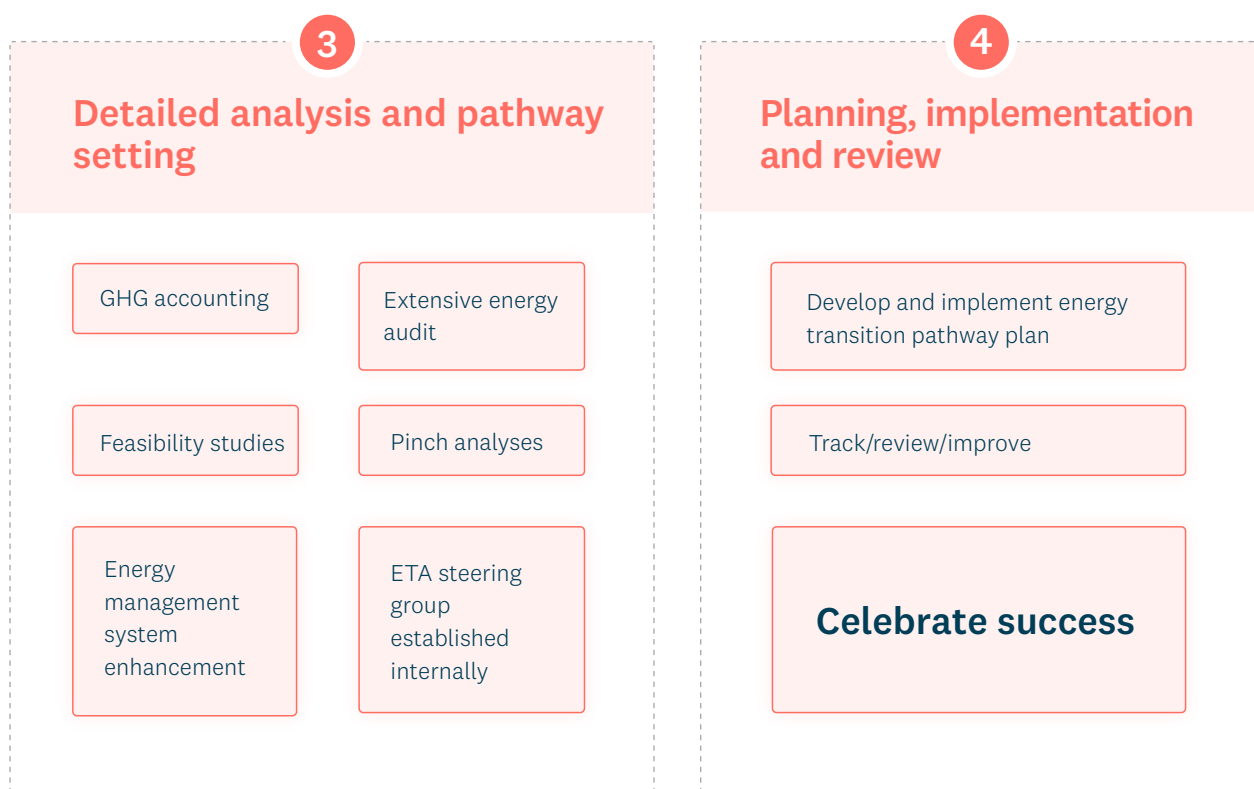 3
Detailed analysis and pathway
setting
GHG accounting
Extensive energy
audit
Feasibility studies
Pinch analyses
Energy
management
system
enhancement
ETA steering
group
established
internally
4
Planning, implementation
and review
Develop and implement energy
transition pathway plan
Track/review/improve
Celebrate success